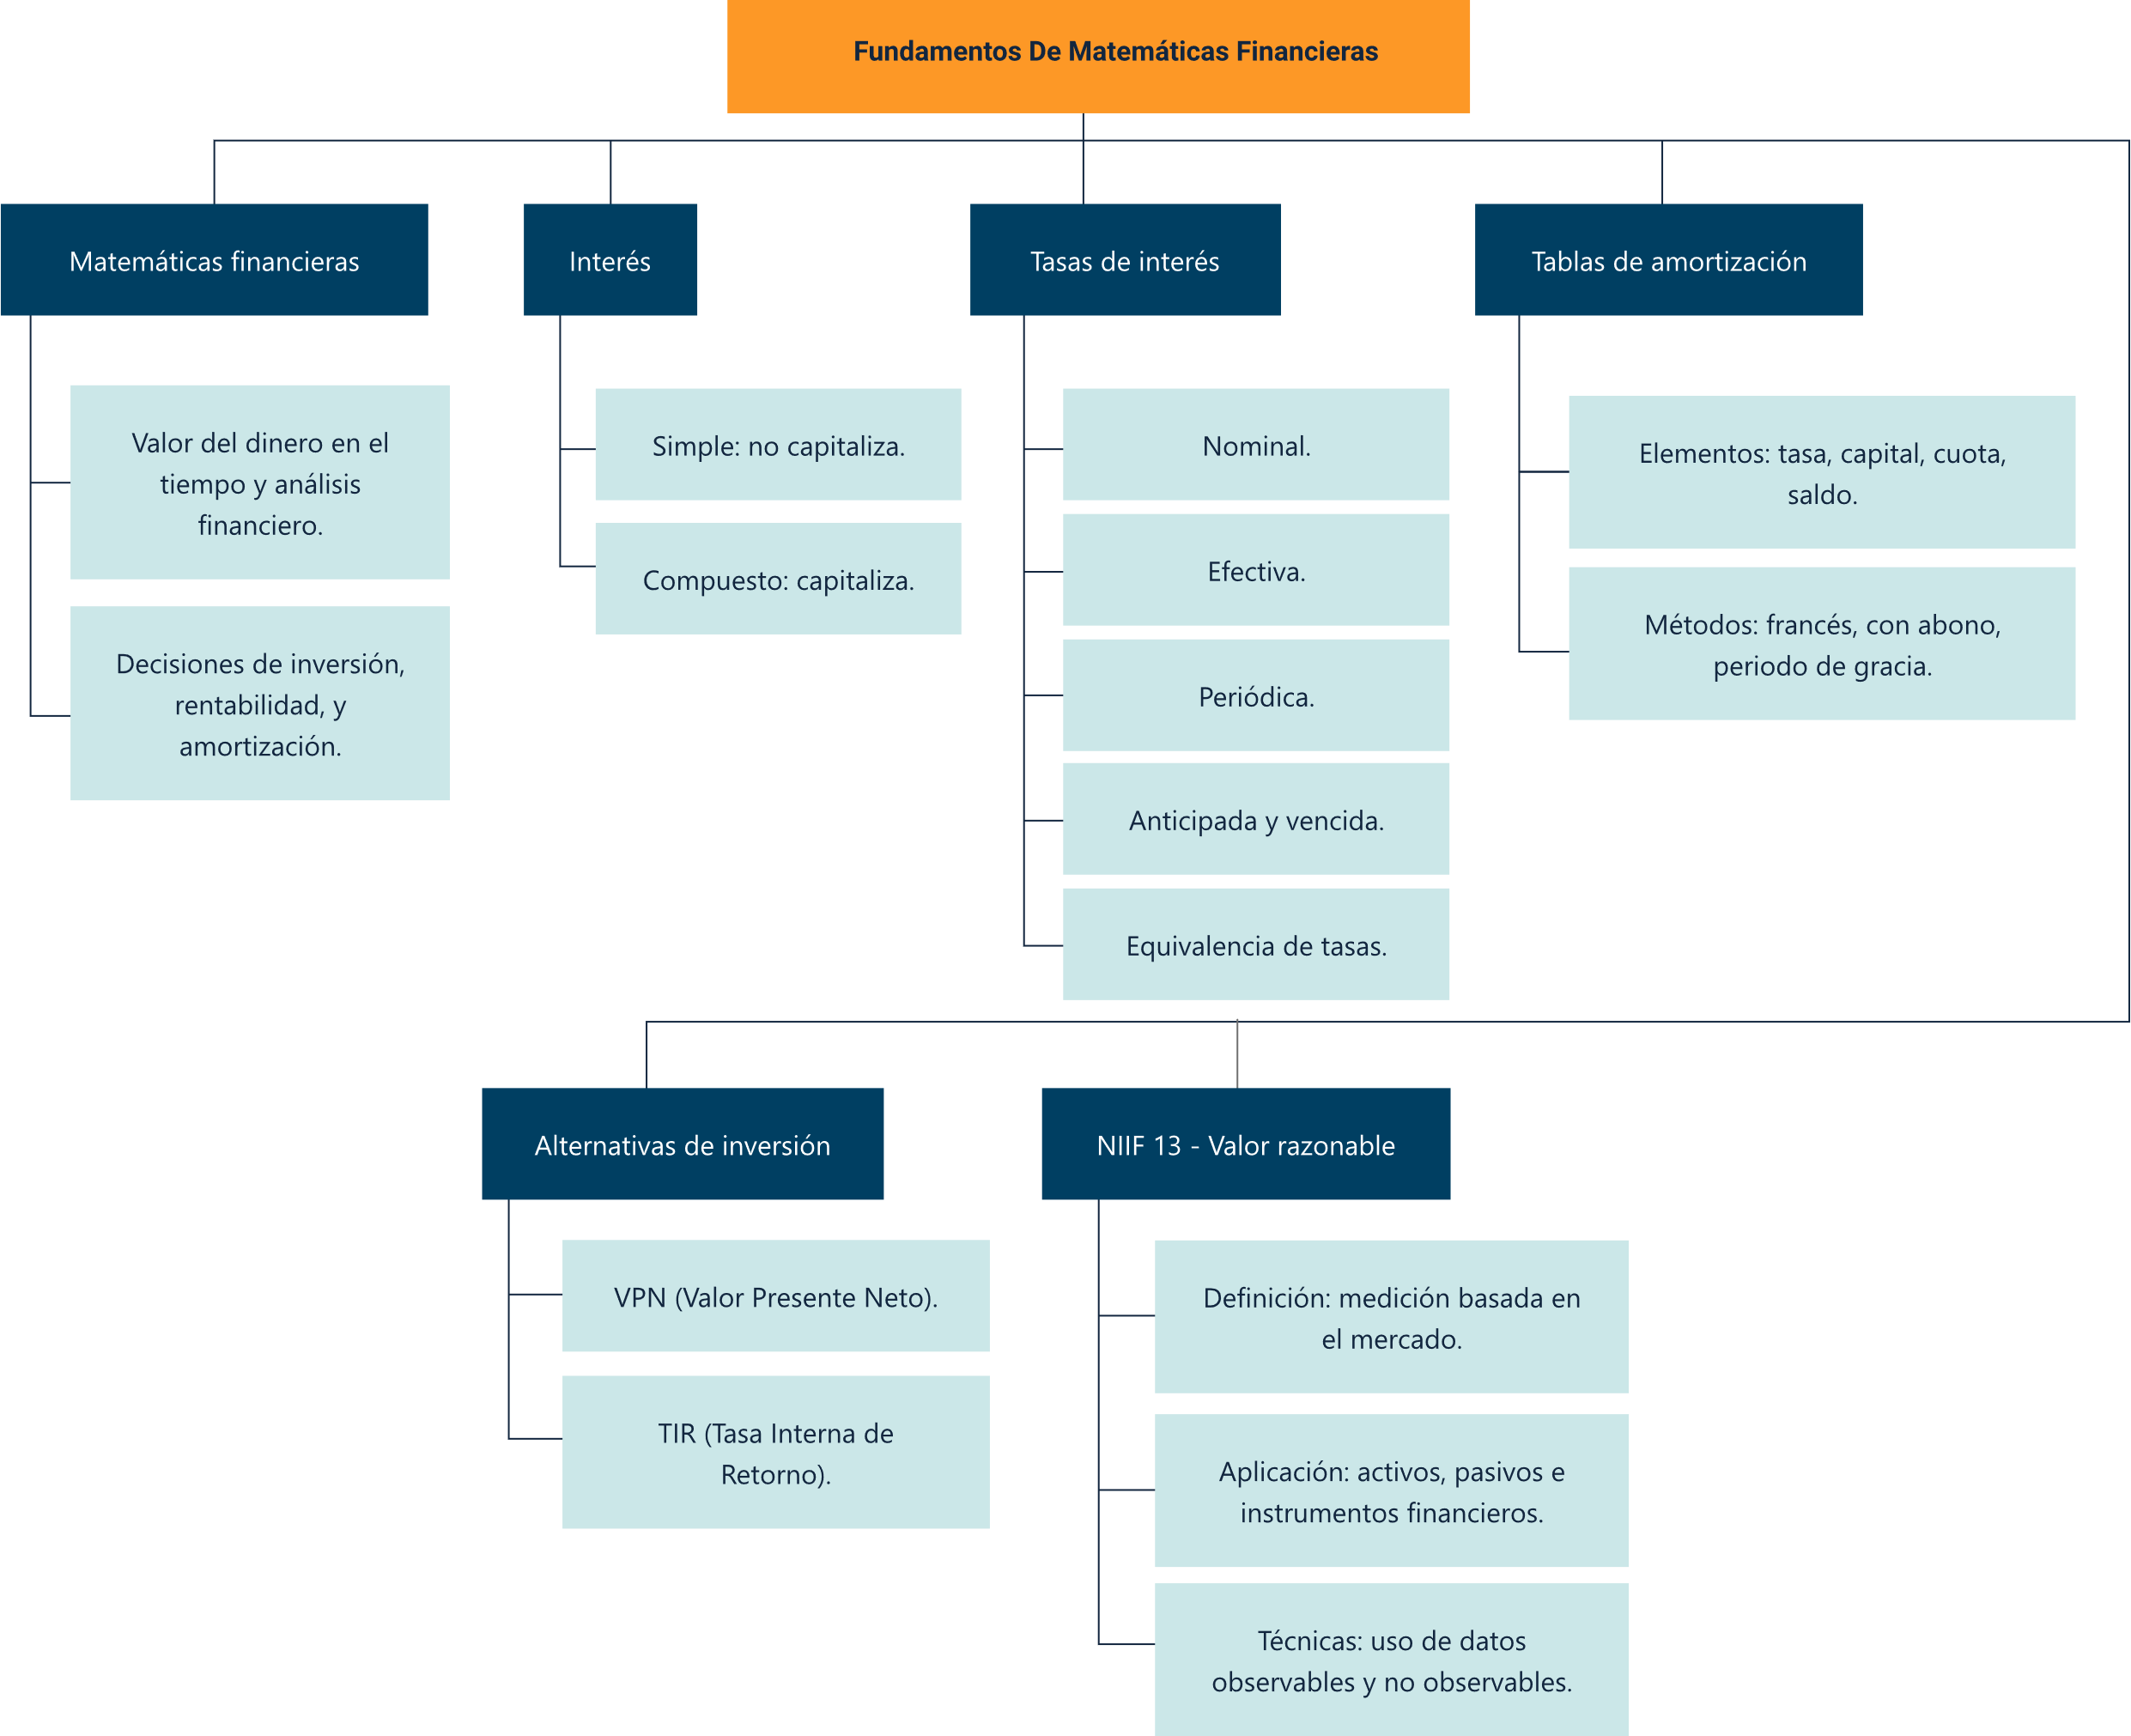 Fundamentos De Matemáticas Financieras
Matemáticas financieras
Valor del dinero en el
tiempo y análisis
financiero.
Decisiones de inversión,
rentabilidad, y
amortización.
Interés
Simple: no capitaliza.
Compuesto: capitaliza.
Tasas de interés
Nominal.
Efectiva.
Periódica.
Anticipada y vencida.
Equivalencia de tasas.
Tablas de amortización
Elementos: tasa, capital, cuota,
saldo.
Métodos: francés, con abono,
periodo de gracia.
Alternativas de inversión
VPN (Valor Presente Neto).
TIR (Tasa Interna de
Retorno).
NIIF 13 - Valor razonable
Definición: medición basada en
el mercado.
Aplicación: activos, pasivos e
instrumentos financieros.
Técnicas: uso de datos
observables y no observables.